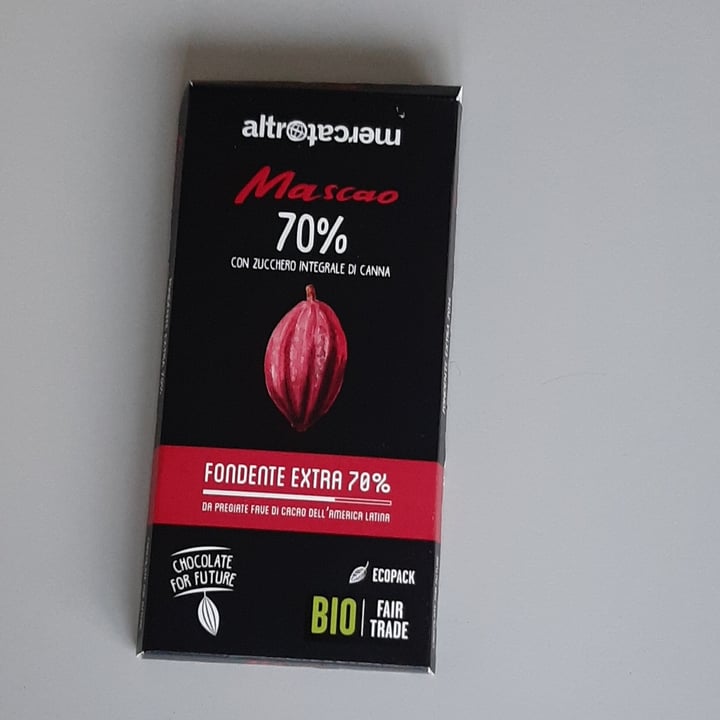 altromercato
Mascao
70%
CON ZUCCHERO INTEGRALE DI CANNA
FONDENTE EXTRA 70%
DA PREGIATE FAVE DI CACAO DELL'AMERICA LATINA
CHOCOLATE
FOR FUTURE
ECOPACK
BIO
FAIR
TRADE